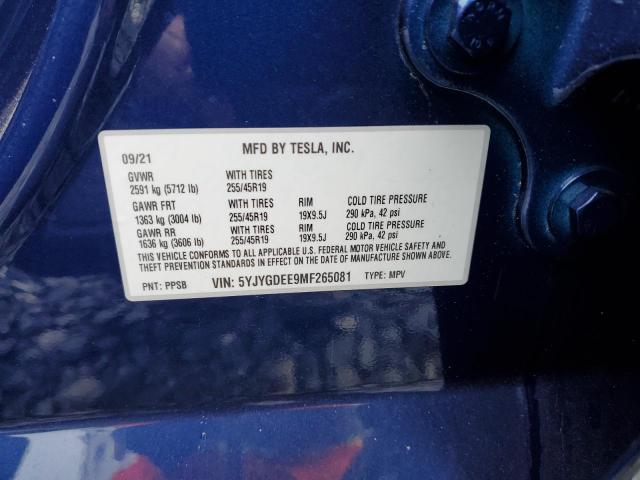 09/21 MFD BY TESLA, INC.
GVWR WITH TIRES
2591 kg (5712 lb) 255/45R19
GAWR FRT WITH TIRES RIM COLD TIRE PRESSURE
1363 kg (3004 lb) 255/45R19 19X9.5J 290 kPa, 42 psi
GAWR RR WITH TIRES RIM COLD TIRE PRESSURE
1636 kg (3606 lb) 255/45R19 19X9.5J 290 kPa, 42 psi
THIS VEHICLE CONFORMS TO ALL APPLICABLE U.S. FEDERAL MOTOR VEHICLE SAFETY AND
THEFT PREVENTION STANDARDS IN EFFECT ON THE DATE OF MANUFACTURE SHOWN ABOVE.
PNT: PPSB VIN: 5YJYGDEE9MF265081 TYPE: MPV